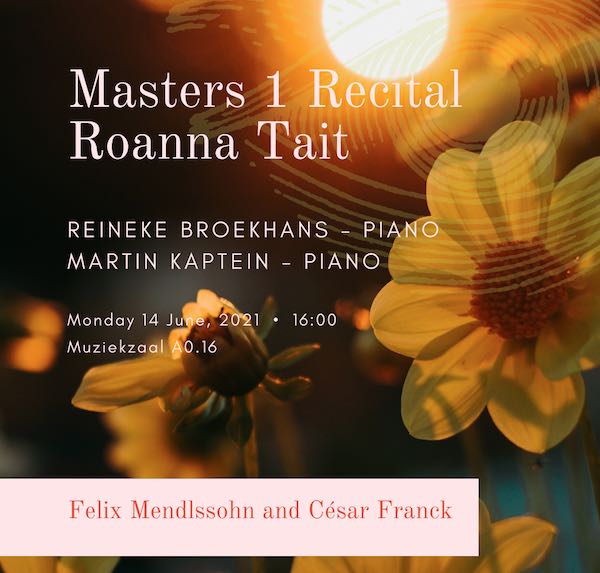 Masters 1 Recital
Roanna Tait
REINEKE BROEKHANS – PIANO
MARTIN KAPTEIN – PIANO
Monday 14 June, 2021 • 16:00
Muziekzaal A0.16
Felix Mendlssohn and César Franck